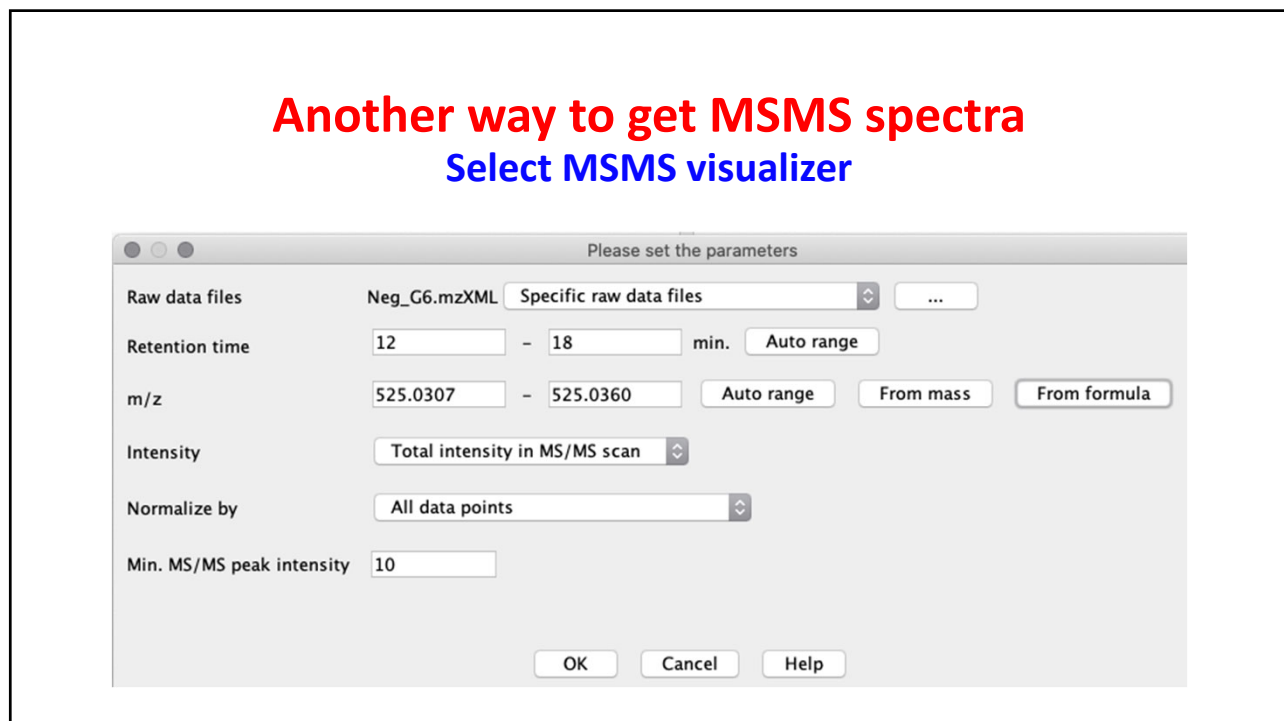 Another way to get MSMS spectra
Select MSMS visualizer
Please set the parameters
Raw data files Neg_G6.mzXML Specific raw data files ...
Retention time 12 - 18 min. Auto range
m/z 525.0307 - 525.0360 Auto range From mass From formula
Intensity Total intensity in MS/MS scan
Normalize by All data points
Min. MS/MS peak intensity 10
OK Cancel Help